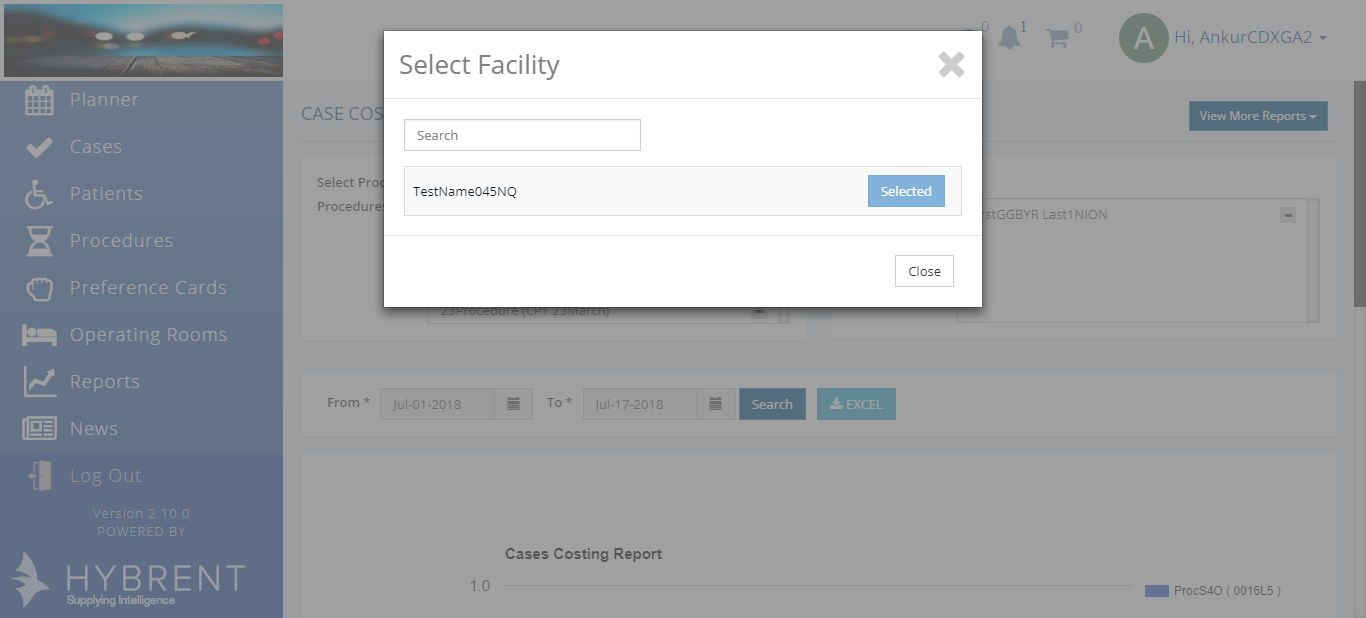 0
1
0
A
Hi, AnkurCDXGA2
Planner
Cases
Patients
Procedures
Preference Cards
Operating Rooms
Reports
News
Log Out
Version 2.10.0
POWERED BY
HYBRENT
Supplying Intelligence
Select Facility
Search
TestName045NQ
Selected
Close
CASE COS
View More Reports
Select Proc
Procedures
rstGGBYR Last1NION
23Procedure (CPT 23March)
From * Jul-01-2018 To * Jul-17-2018 Search EXCEL
Cases Costing Report
1.0
ProcS4O ( 0016L5 )